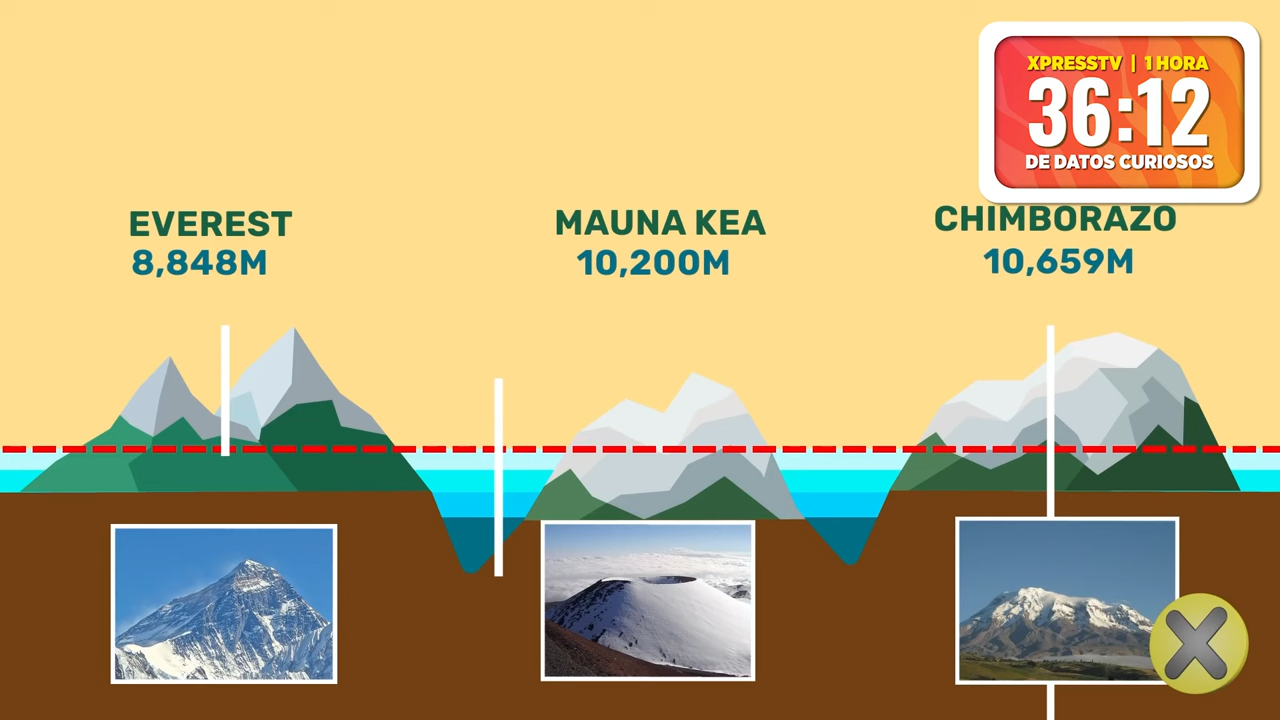 XPRESSTV | 1 HORA
36:12
DE DATOS CURIOSOS
EVEREST
8,848M
MAUNA KEA
10,200M
CHIMBORAZO
10,659M
X